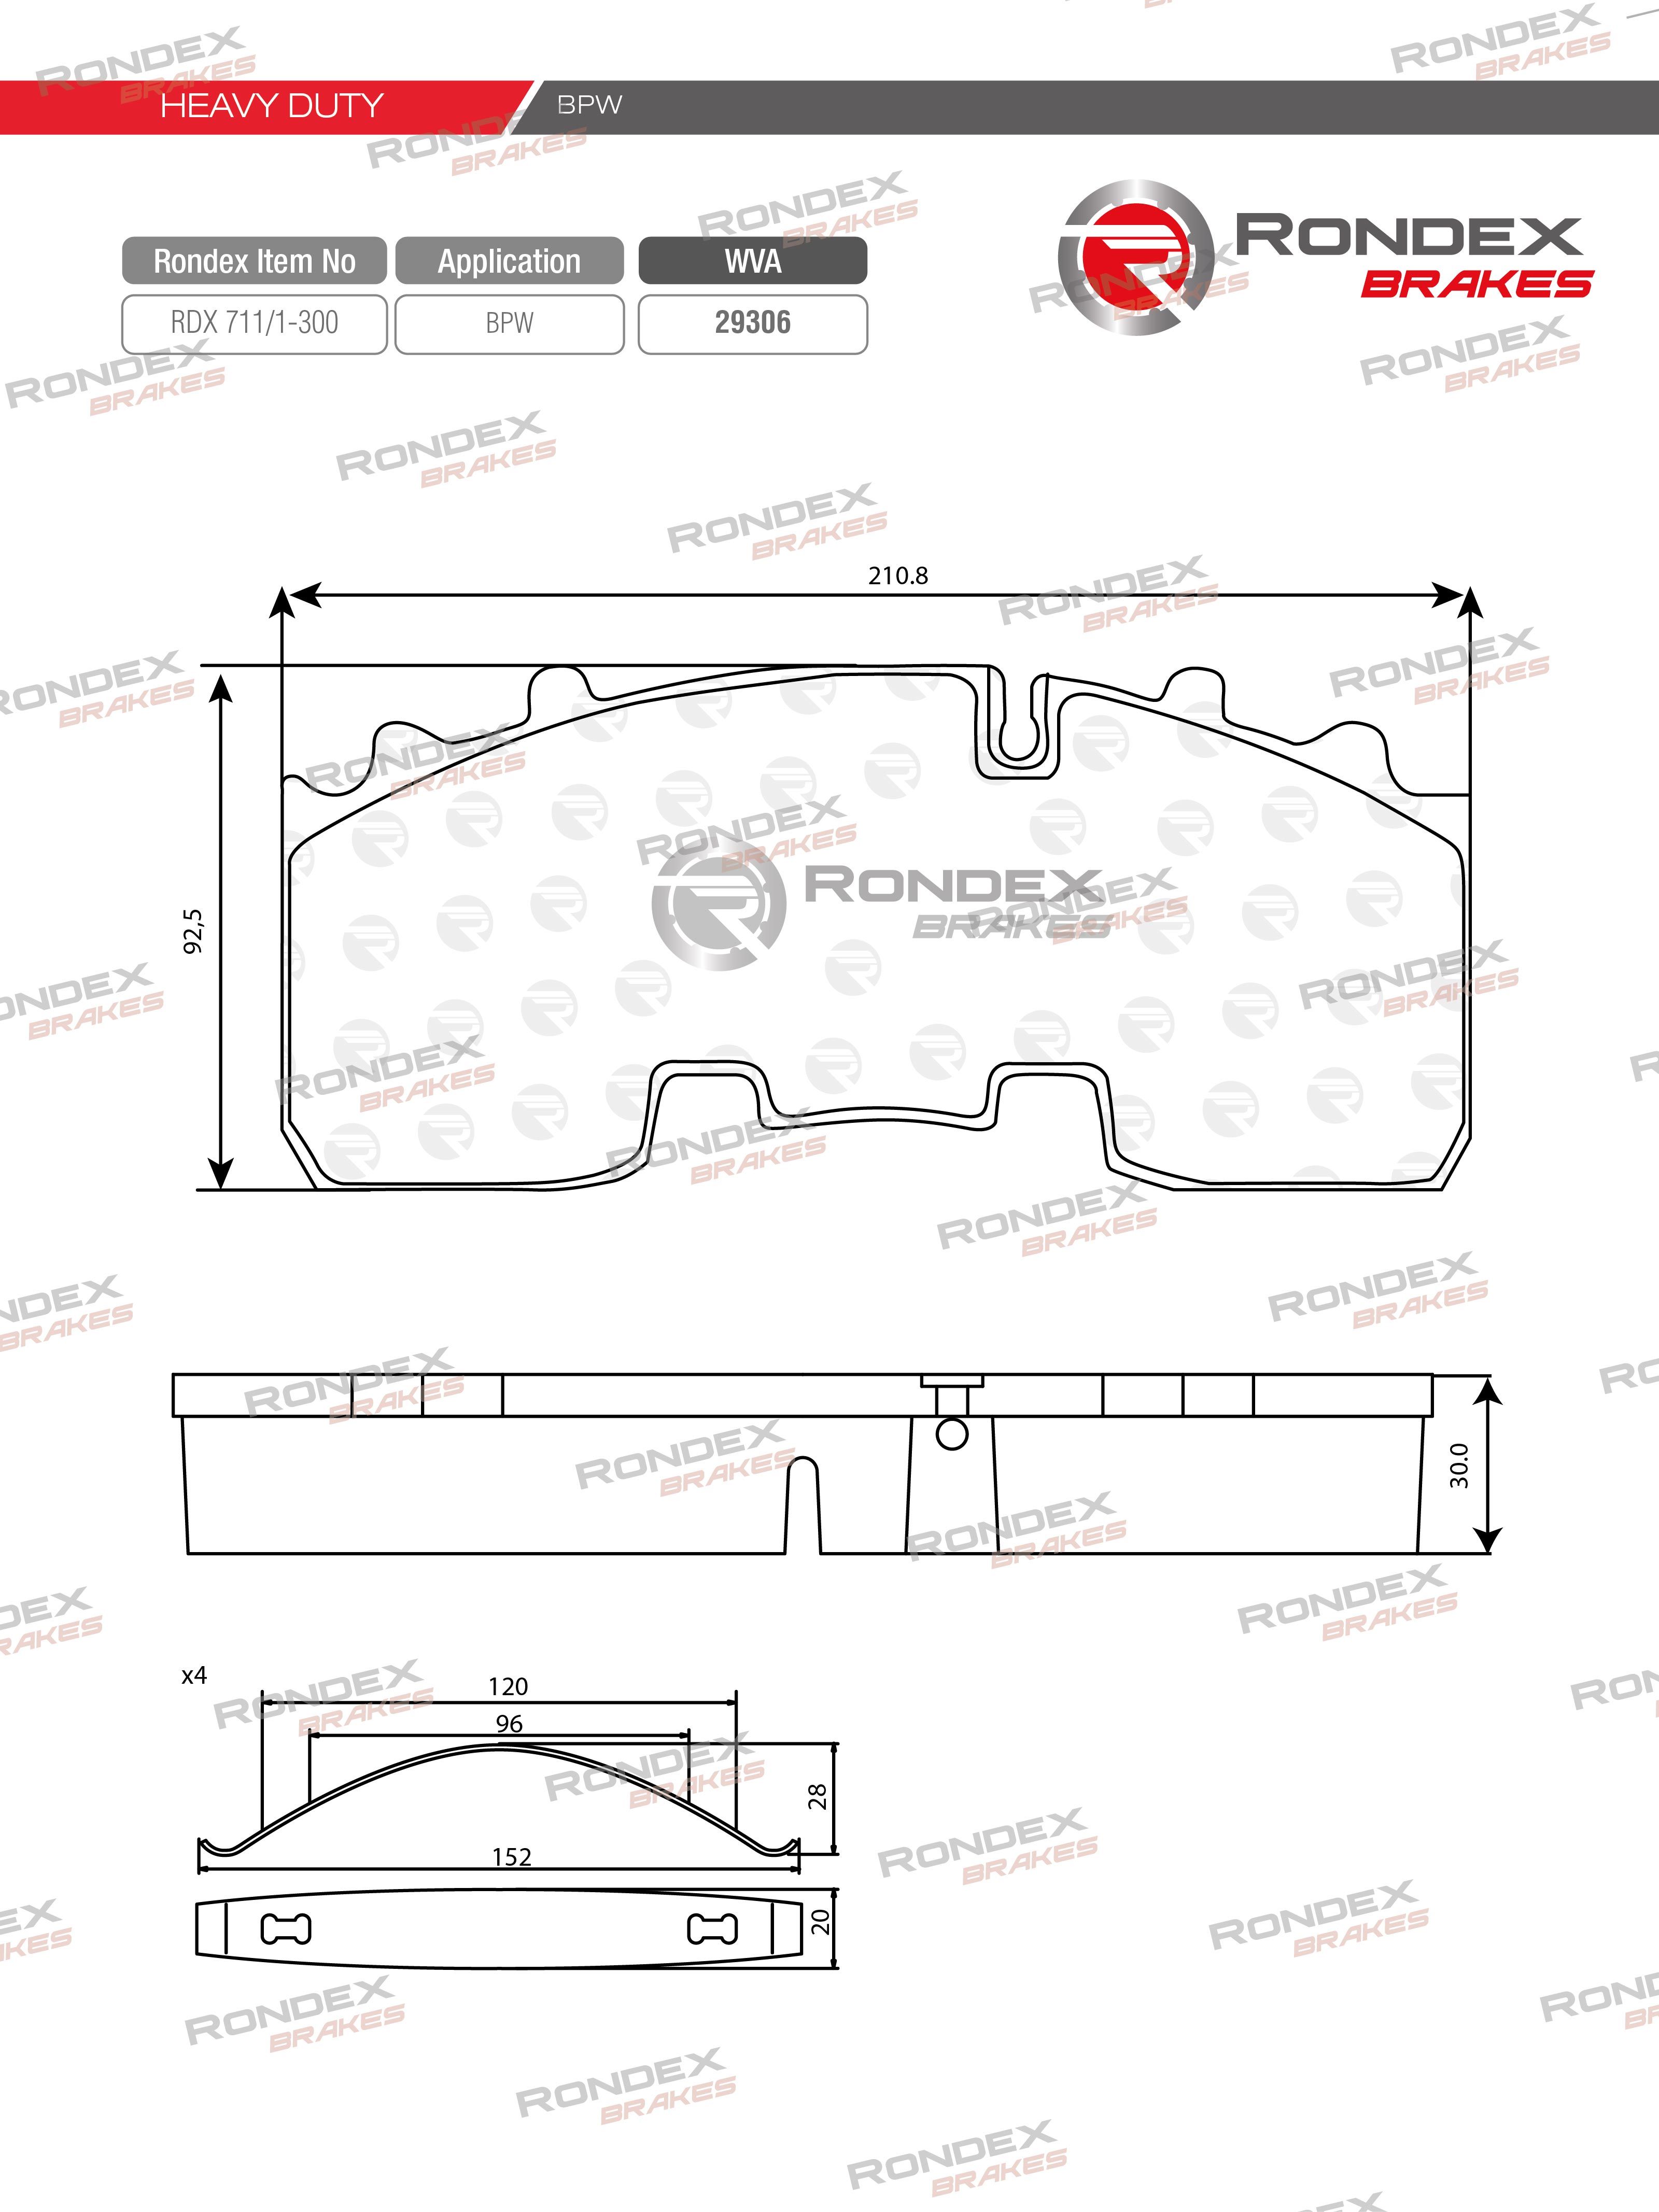 HEAVY DUTY
BPW
Rondex Item No
Application
WVA
RDX 711/1-300
BPW
29306
RONDEX
BRAKES
210.8
92,5
RONDEX
BRAKES
30.0
x4
120
96
28
152
20